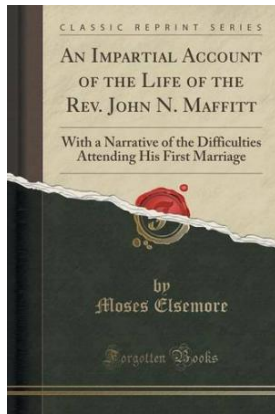 CLASSIC REPRINT SERIES
AN IMPARTIAL ACCOUNT
OF THE LIFE OF THE
REV. JOHN N. MAFFITT
With a Narrative of the Difficulties
Attending His First Marriage
by
Moses Elsemore
Forgotten Books